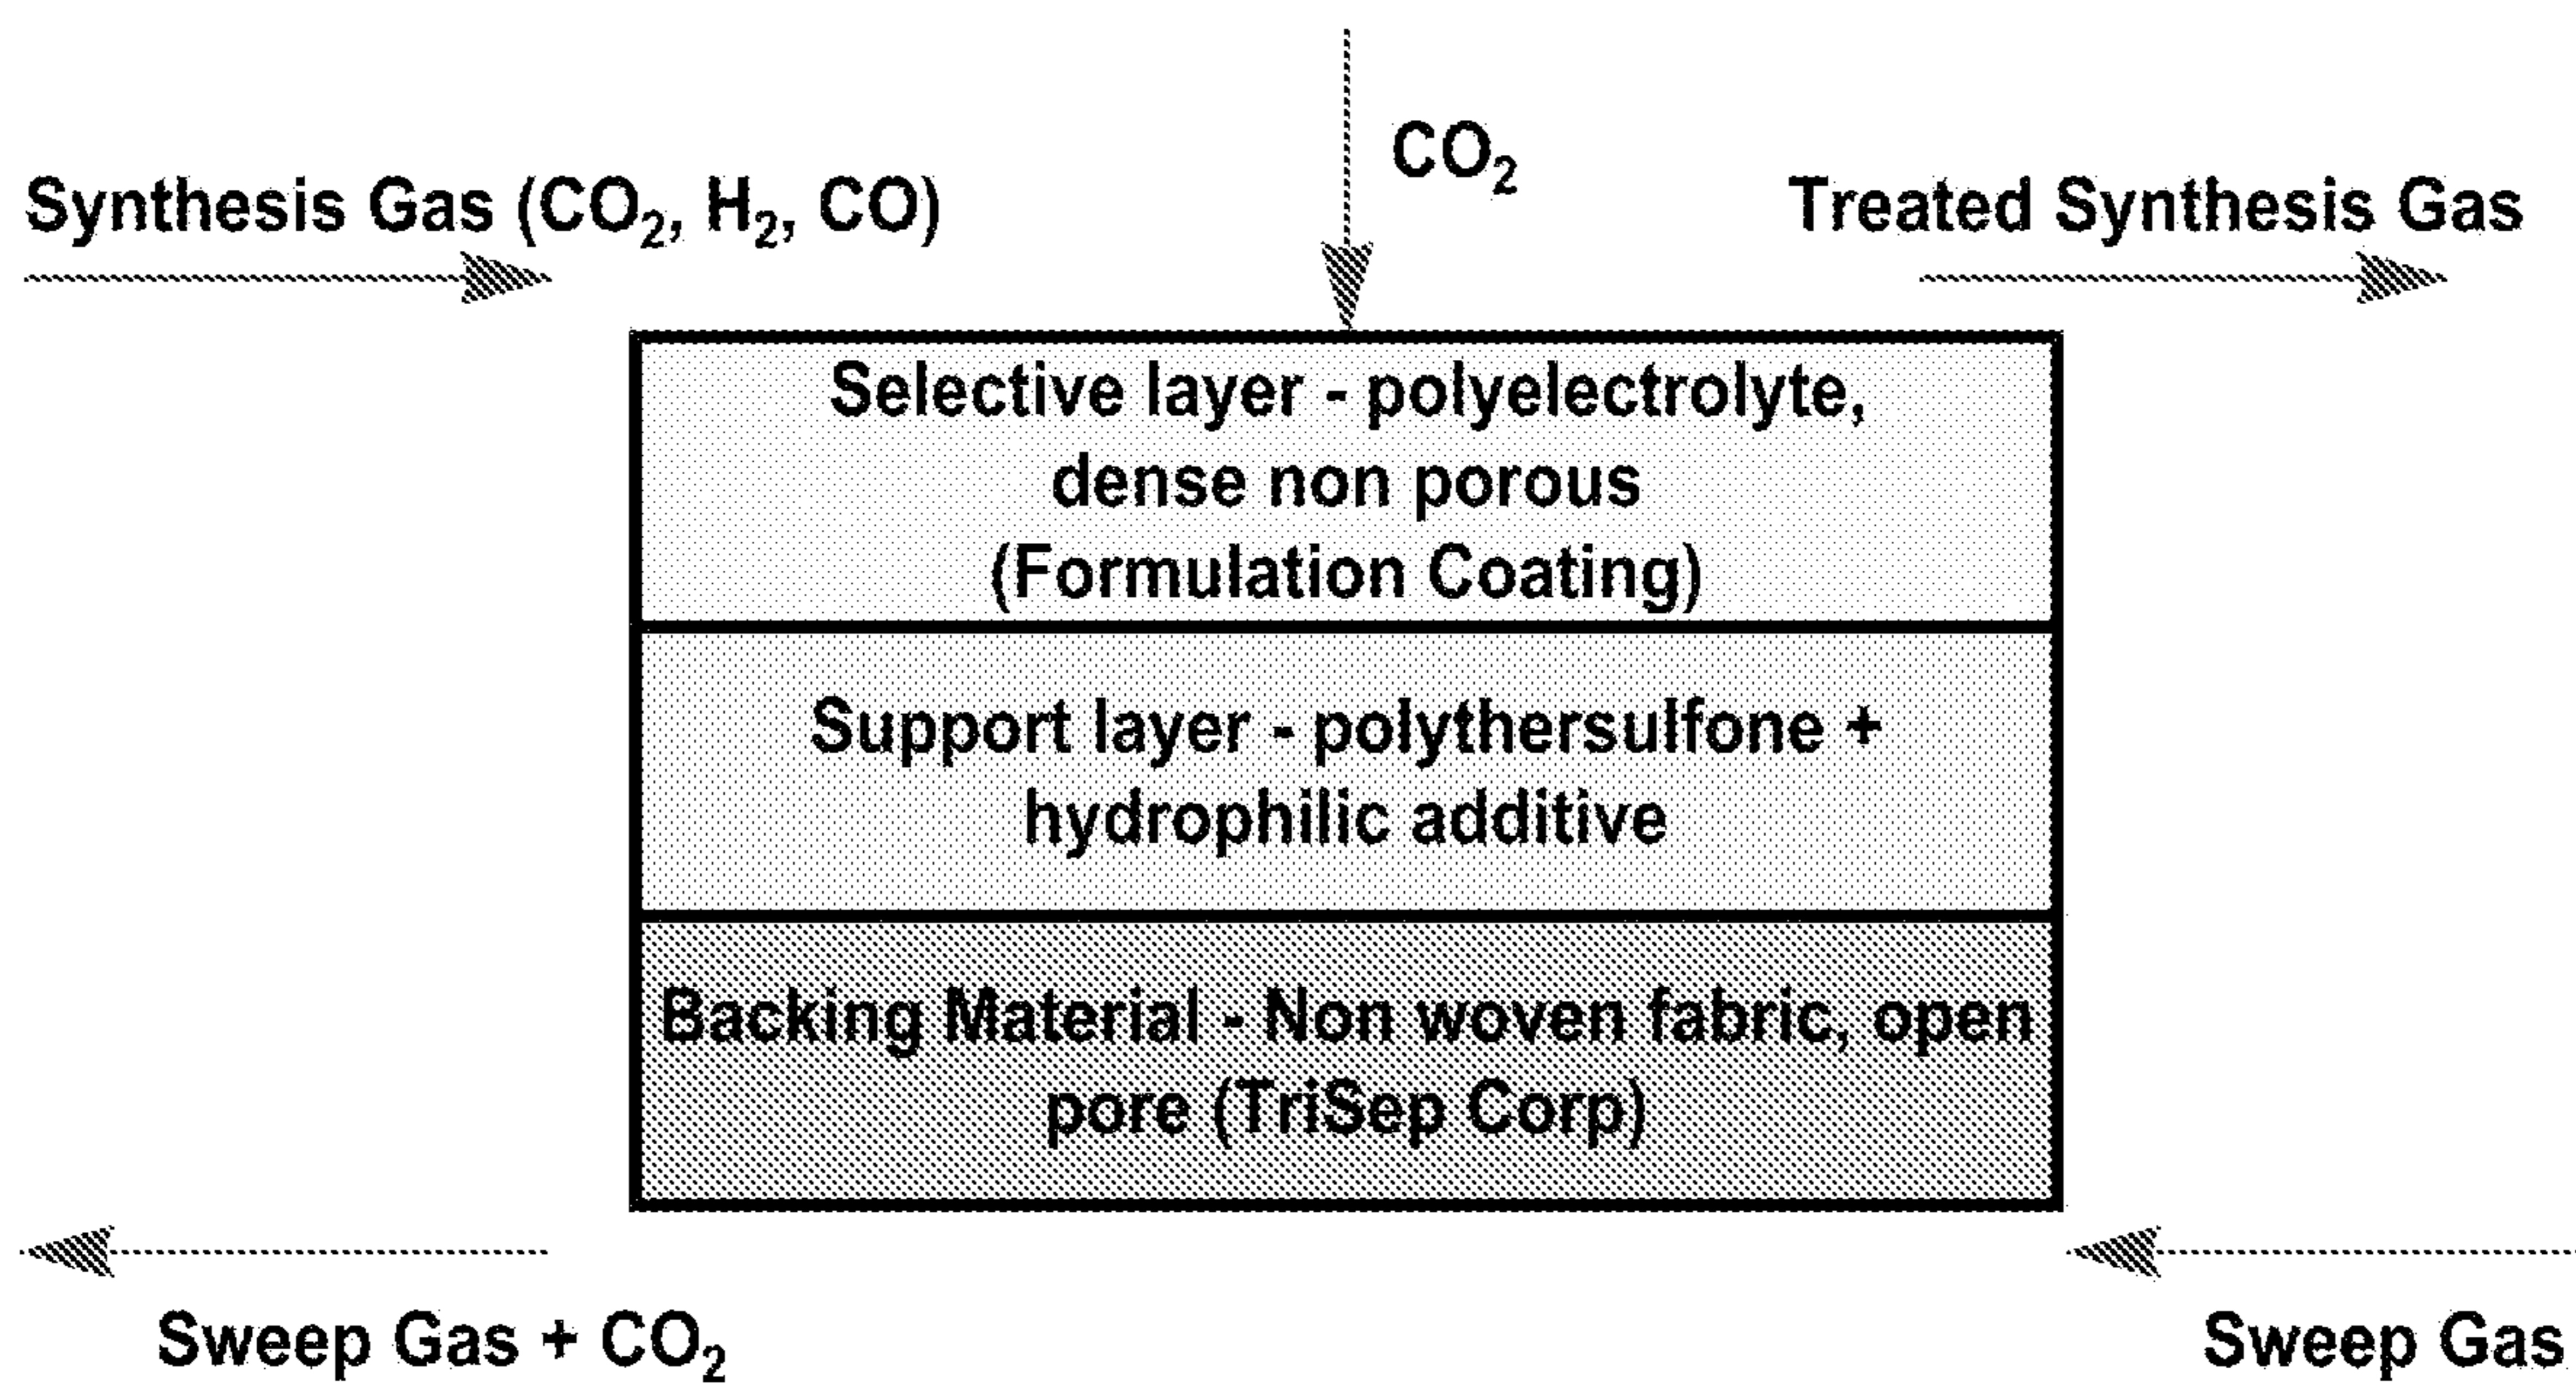 CO₂
Synthesis Gas (CO₂, H₂, CO)
Treated Synthesis Gas
Selective layer - polyelectrolyte,
dense non porous
(Formulation Coating)
Support layer - polythersulfone +
hydrophilic additive
Backing Material - Non woven fabric, open
pore (TriSep Corp)
Sweep Gas + CO₂
Sweep Gas